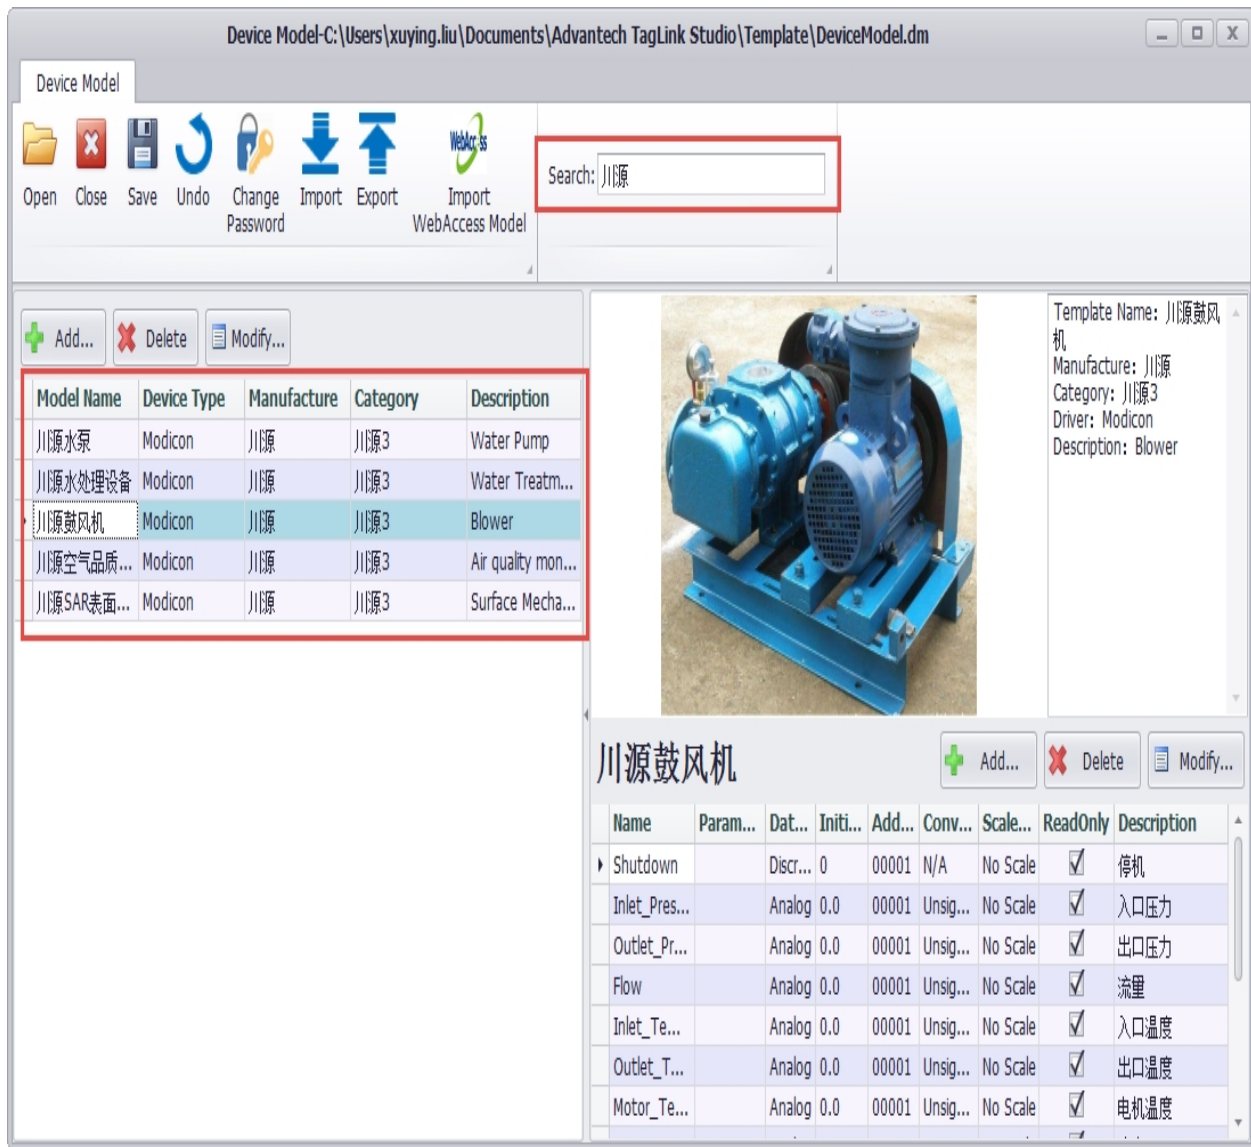 Device Model-C:\Users\xuying.liu\Documents\Advantech TagLink Studio\Template\DeviceModel.dm
Device Model
Open Close Save Undo Change Password Import Export Import WebAccess Model
WebAccess
Search: 川源
Add... Delete Modify...
Model Name Device Type Manufacture Category Description
川源水泵 Modicon 川源 川源3 Water Pump
川源水处理设备 Modicon 川源 川源3 Water Treatm...
川源鼓风机 Modicon 川源 川源3 Blower
川源空气品质... Modicon 川源 川源3 Air quality mon...
川源SAR表面... Modicon 川源 川源3 Surface Mecha...
Template Name: 川源鼓风
机
Manufacture: 川源
Category: 川源3
Driver: Modicon
Description: Blower
川源鼓风机 Add... Delete Modify...
Name Param... Dat... Initi... Add... Conv... Scale... ReadOnly Description
Shutdown Discr... 0 00001 N/A No Scale 停机
Inlet_Pres... Analog 0.0 00001 Unsig... No Scale 入口压力
Outlet_Pr... Analog 0.0 00001 Unsig... No Scale 出口压力
Flow Analog 0.0 00001 Unsig... No Scale 流量
Inlet_Te... Analog 0.0 00001 Unsig... No Scale 入口温度
Outlet_T... Analog 0.0 00001 Unsig... No Scale 出口温度
Motor_Te... Analog 0.0 00001 Unsig... No Scale 电机温度